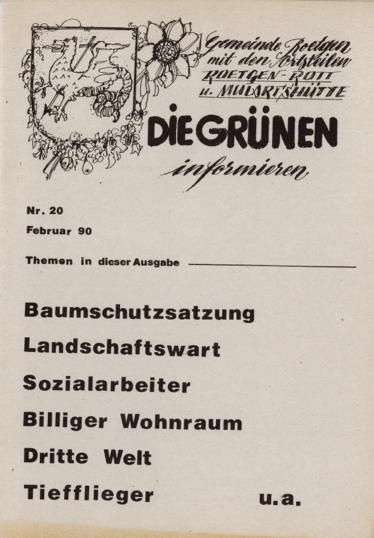 Gemeinde Roetgen
mit den Ortsteilen
ROETGEN-ROTT
u. MULARTSHÜTTE
DIE GRÜNEN
informieren
Nr. 20
Februar 90
Themen in dieser Ausgabe
Baumschutzsatzung
Landschaftswart
Sozialarbeiter
Billiger Wohnraum
Dritte Welt
Tiefflieger u.a.